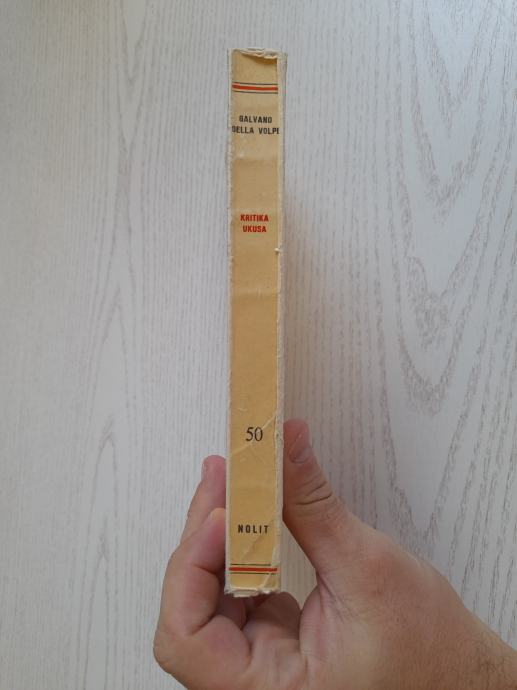 GALVANO
DELLA VOLPE
KRITIKA
UKUSA
50
NOLIT